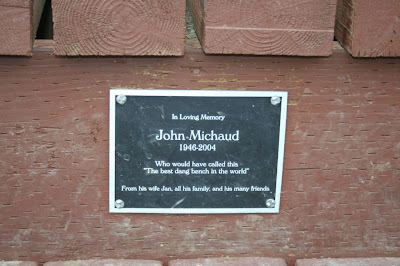 In Loving Memory
John Michaud
1946-2004
Who would have called this
"The best dang bench in the world"
From his wife Jan, all his family, and his many friends